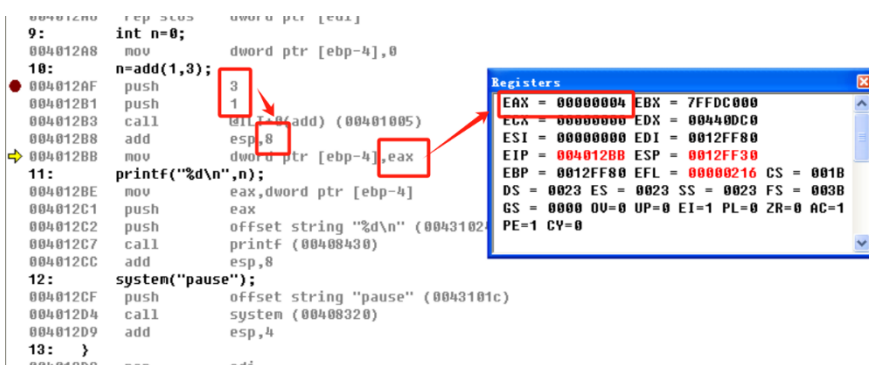 9:      int n=0;
004012A8   mov      dword ptr [ebp-4],0
10:     n=add(1,3);
004012AF   push     3
004012B1   push     1
004012B3   call     @ILT+0(add) (00401005)
004012B8   add      esp,8
004012BB   mov      dword ptr [ebp-4],eax
11:     printf("%d\n",n);
004012BE   mov      eax,dword ptr [ebp-4]
004012C1   push     eax
004012C2   push     offset string "%d\n" (00431024
004012C7   call     printf (00408430)
004012CC   add      esp,8
12:     system("pause");
004012CF   push     offset string "pause" (0043101c)
004012D4   call     system (00408320)
004012D9   add      esp,4
13:   }
Registers
EAX = 00000004 EBX = 7FFDC000
ECX = 00000000 EDX = 00440DC0
ESI = 00000000 EDI = 0012FF80
EIP = 004012BB ESP = 0012FF30
EBP = 0012FF80 EFL = 00000216 CS = 001B
DS = 0023 ES = 0023 SS = 0023 FS = 003B
GS = 0000 OV=0 UP=0 EI=1 PL=0 ZR=0 AC=1
PE=1 CY=0